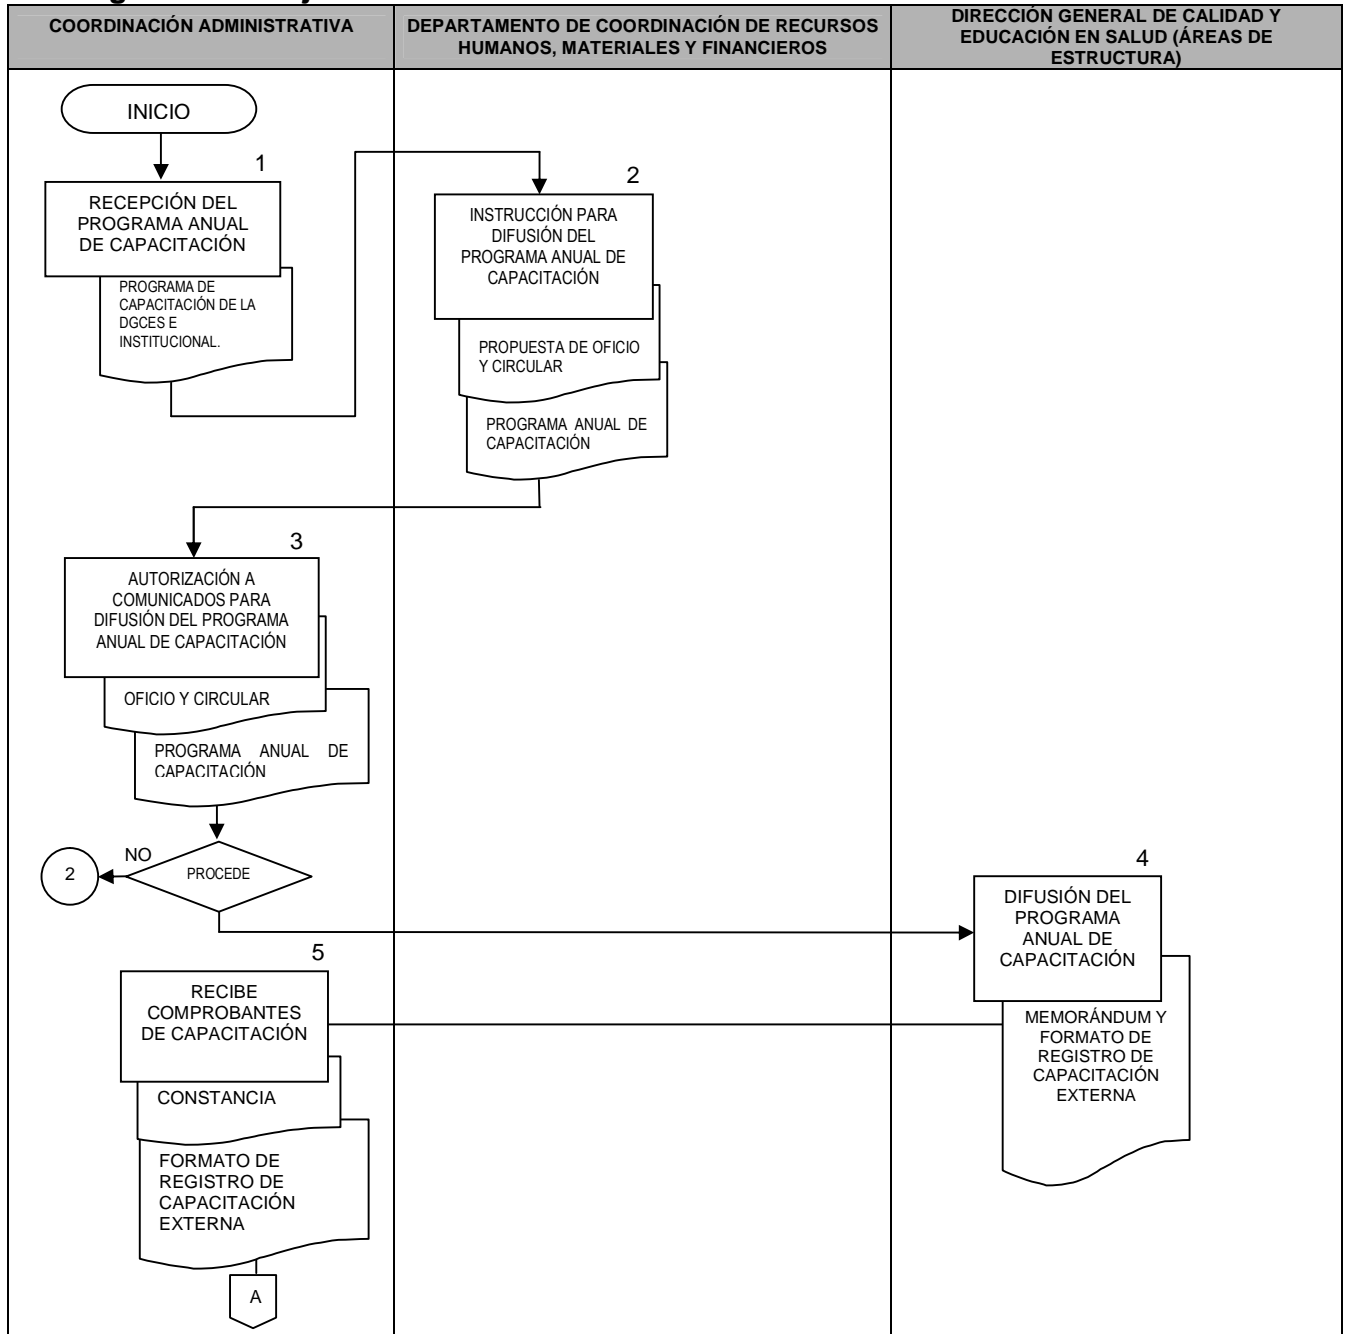 COORDINACIÓN ADMINISTRATIVA
DEPARTAMENTO DE COORDINACIÓN DE RECURSOS
HUMANOS, MATERIALES Y FINANCIEROS
DIRECCIÓN GENERAL DE CALIDAD Y
EDUCACIÓN EN SALUD (ÁREAS DE
ESTRUCTURA)
INICIO
1
RECEPCIÓN DEL
PROGRAMA ANUAL
DE CAPACITACIÓN
PROGRAMA DE
CAPACITACIÓN DE LA
DGCES E
INSTITUCIONAL.
2
INSTRUCCIÓN PARA
DIFUSIÓN DEL
PROGRAMA ANUAL DE
CAPACITACIÓN
PROPUESTA DE OFICIO
Y CIRCULAR
PROGRAMA ANUAL DE
CAPACITACIÓN
3
AUTORIZACIÓN A
COMUNICADOS PARA
DIFUSIÓN DEL PROGRAMA
ANUAL DE CAPACITACIÓN
OFICIO Y CIRCULAR
PROGRAMA ANUAL DE
CAPACITACIÓN
PROCEDE
NO
2
4
DIFUSIÓN DEL
PROGRAMA
ANUAL DE
CAPACITACIÓN
MEMORÁNDUM Y
FORMATO DE
REGISTRO DE
CAPACITACIÓN
EXTERNA
5
RECIBE
COMPROBANTES
DE CAPACITACIÓN
CONSTANCIA
FORMATO DE
REGISTRO DE
CAPACITACIÓN
EXTERNA
A